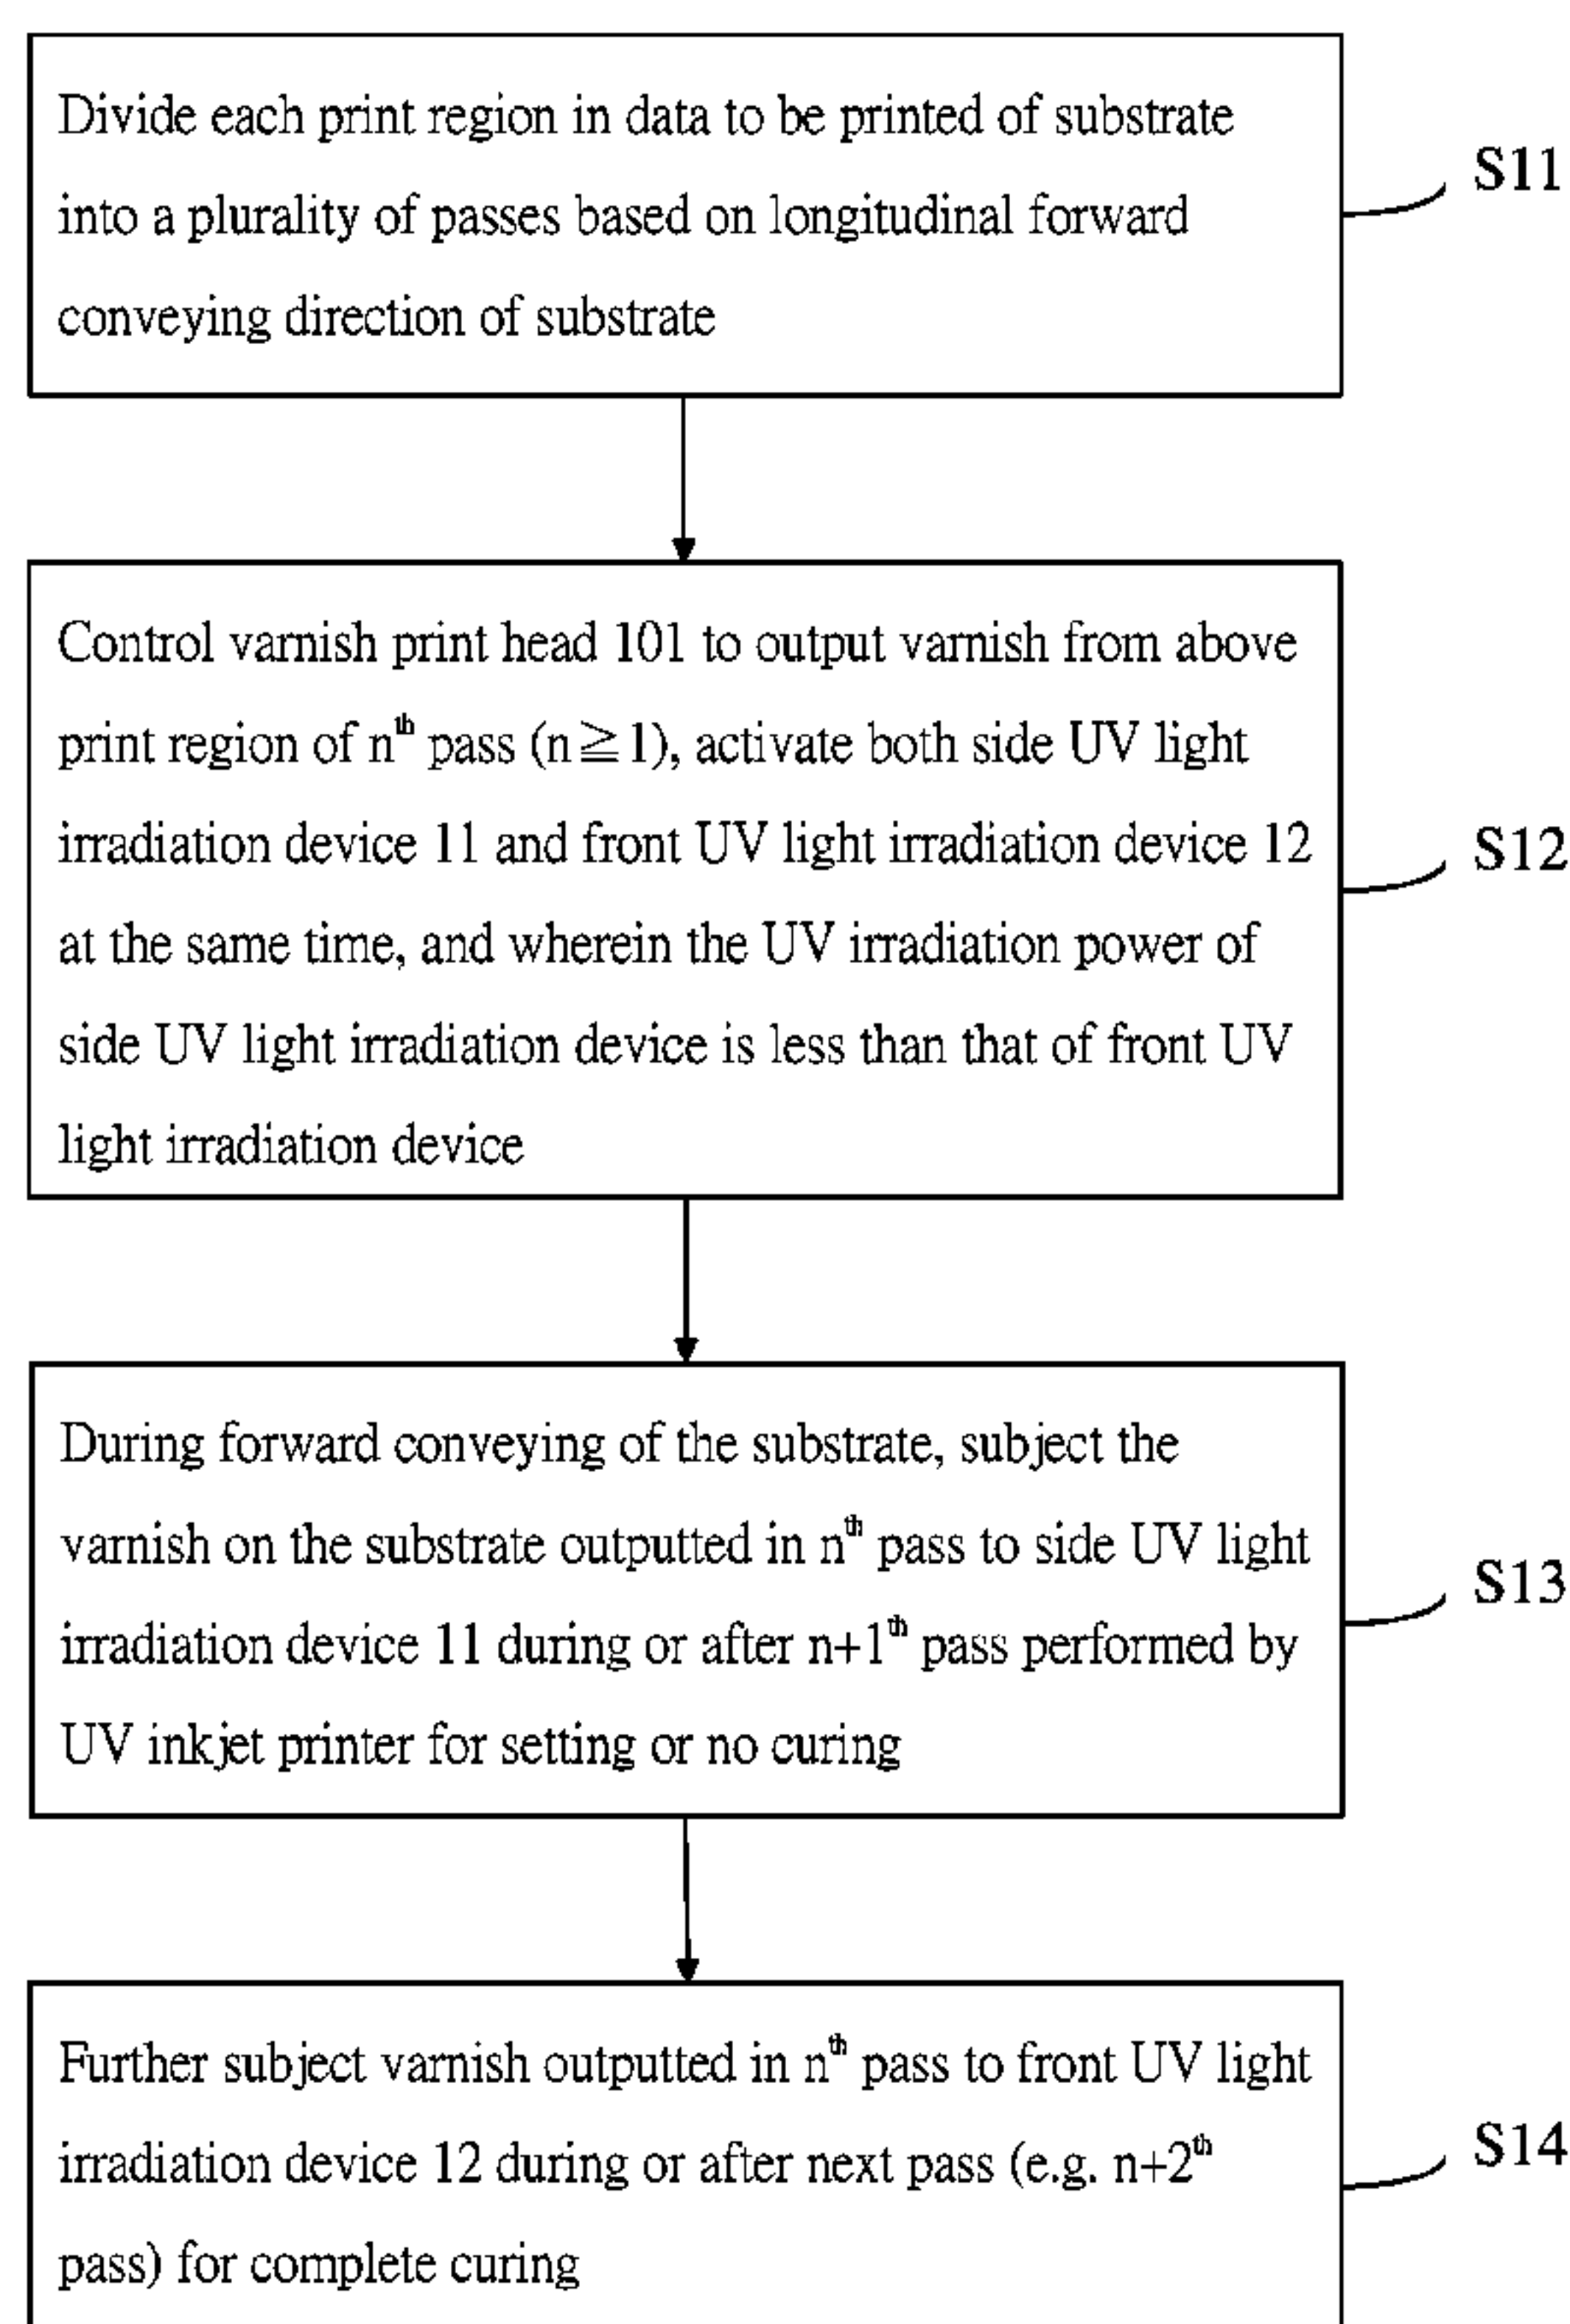 Divide each print region in data to be printed of substrate
into a plurality of passes based on longitudinal forward
conveying direction of substrate
S11
Control varnish print head 101 to output varnish from above
print region of nth pass (n≧1), activate both side UV light
irradiation device 11 and front UV light irradiation device 12
at the same time, and wherein the UV irradiation power of
side UV light irradiation device is less than that of front UV
light irradiation device
S12
During forward conveying of the substrate, subject the
varnish on the substrate outputted in nth pass to side UV light
irradiation device 11 during or after n+1th pass performed by
UV inkjet printer for setting or no curing
S13
Further subject varnish outputted in nth pass to front UV light
irradiation device 12 during or after next pass (e.g. n+2th
pass) for complete curing
S14